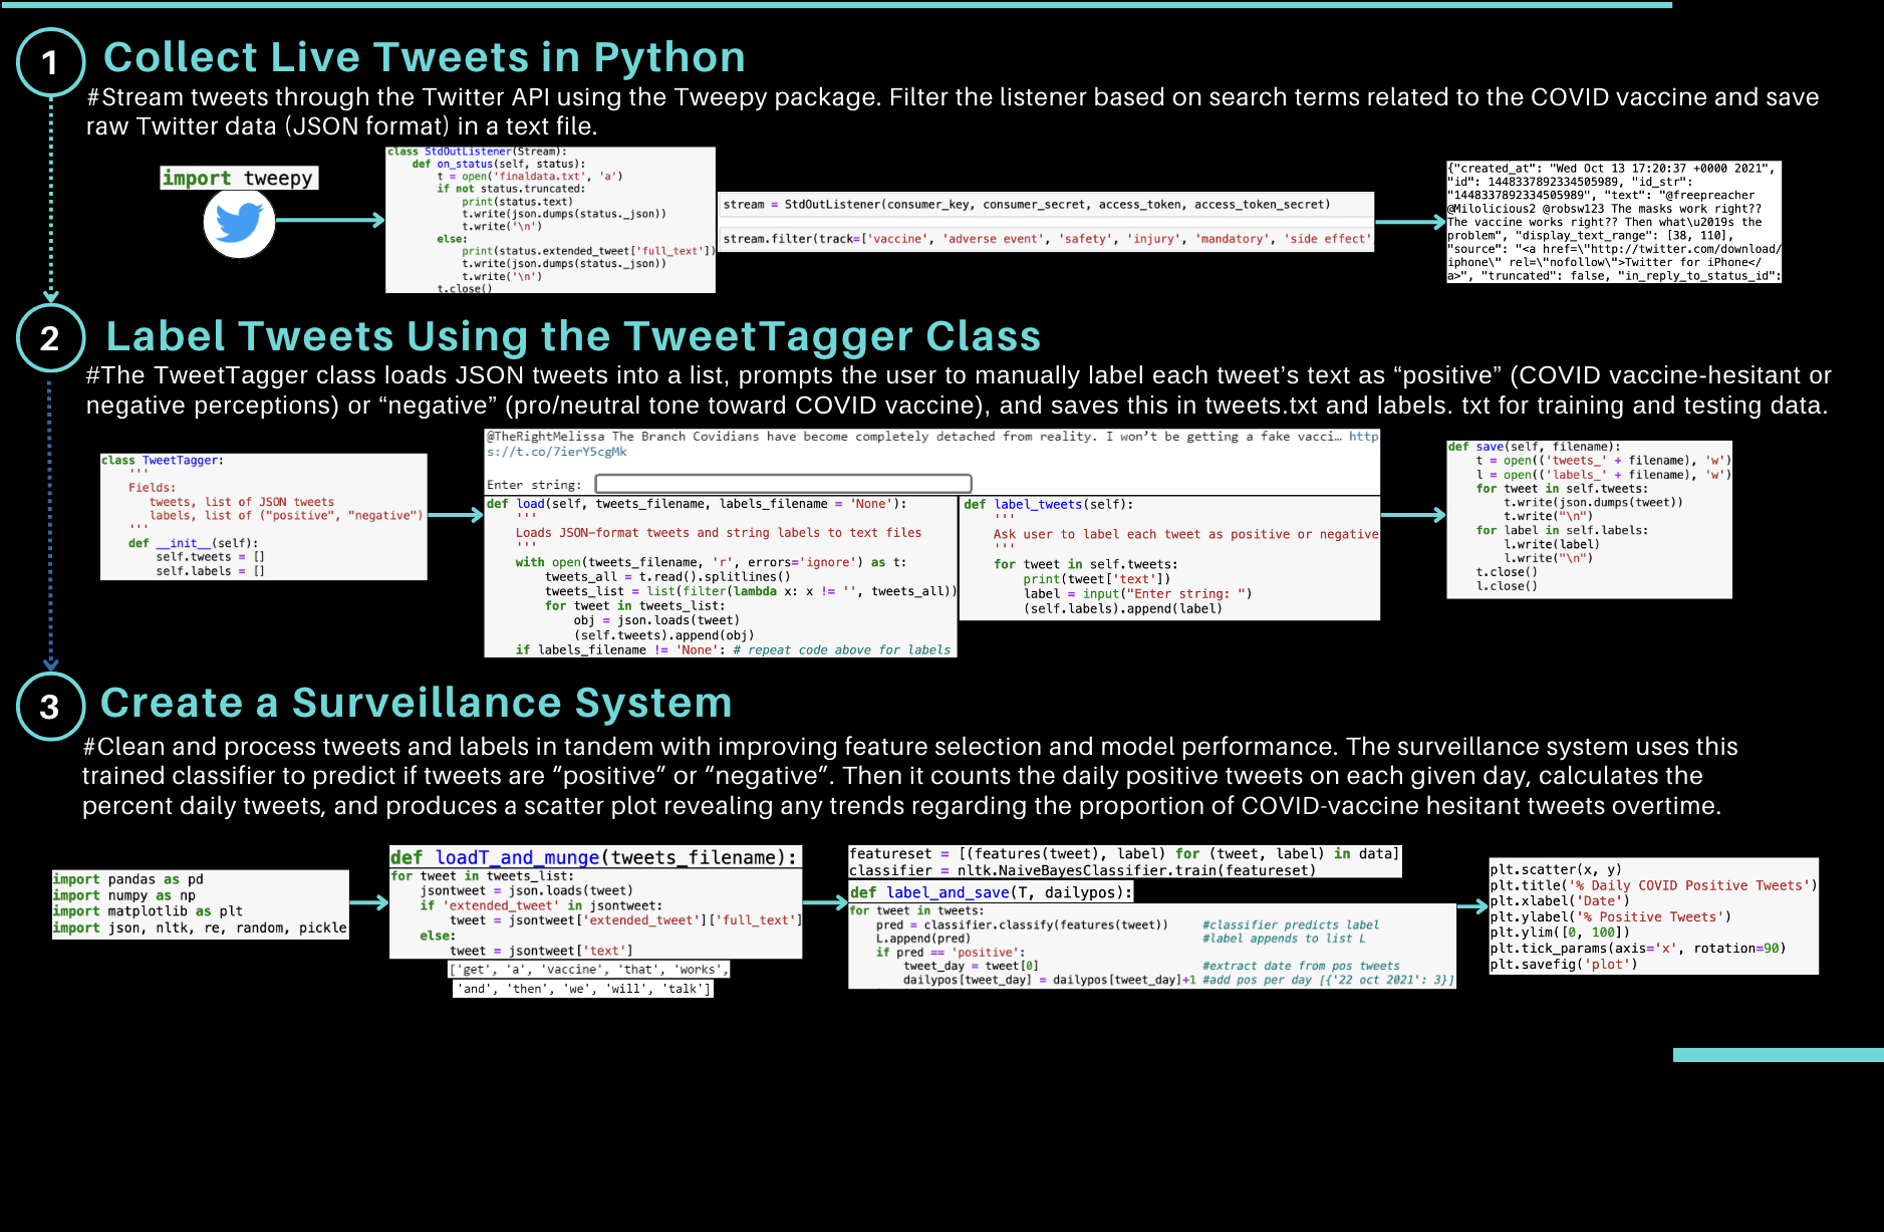 1
Collect Live Tweets in Python
#Stream tweets through the Twitter API using the Tweepy package. Filter the listener based on search terms related to the COVID vaccine and save
raw Twitter data (JSON format) in a text file.
import tweepy
class StdOutListener(Stream):
def on_status(self, status):
t = open('finaldata.txt', 'a')
if not status.truncated:
print(status.text)
t.write(json.dumps(status._json))
t.write('\n')
else:
print(status.extended_tweet['full_text'])
t.write(json.dumps(status._json))
t.write('\n')
t.close()
stream = StdOutListener(consumer_key, consumer_secret, access_token, access_token_secret)
stream.filter(track=['vaccine', 'adverse event', 'safety', 'injury', 'mandatory', 'side effect'
{"created_at": "Wed Oct 13 17:20:37 +0000 2021",
"id": 1448337892334505989, "id_str":
"1448337892334505989", "text": "@freepreacher
@Milolicious2 @robsw123 The masks work right??
The vaccine works right?? Then what\u2019s the
problem", "display_text_range": [38, 110],
"source": "<a href=\"http://twitter.com/download/
iphone\" rel=\"nofollow\">Twitter for iPhone</
a>", "truncated": false, "in_reply_to_status_id":
2
Label Tweets Using the TweetTagger Class
#The TweetTagger class loads JSON tweets into a list, prompts the user to manually label each tweet’s text as “positive” (COVID vaccine-hesitant or
negative perceptions) or “negative” (pro/neutral tone toward COVID vaccine), and saves this in tweets.txt and labels. txt for training and testing data.
class TweetTagger:
'''
Fields:
tweets, list of JSON tweets
labels, list of ("positive", "negative")
'''
def __init__(self):
self.tweets = []
self.labels = []
@TheRightMelissa The Branch Covidians have become completely detached from reality. I won’t be getting a fake vacci… http
s://t.co/7ierY5cgMk
Enter string:
def load(self, tweets_filename, labels_filename = 'None'):
'''
Loads JSON-format tweets and string labels to text files
'''
with open(tweets_filename, 'r', errors='ignore') as t:
tweets_all = t.read().splitlines()
tweets_list = list(filter(lambda x: x != '', tweets_all))
for tweet in tweets_list:
obj = json.loads(tweet)
(self.tweets).append(obj)
if labels_filename != 'None': # repeat code above for labels
def label_tweets(self):
'''
Ask user to label each tweet as positive or negative
'''
for tweet in self.tweets:
print(tweet['text'])
label = input("Enter string: ")
(self.labels).append(label)
def save(self, filename):
t = open(('tweets_' + filename), 'w')
l = open(('labels_' + filename), 'w')
for tweet in self.tweets:
t.write(json.dumps(tweet))
t.write("\n")
for label in self.labels:
l.write(label)
l.write("\n")
t.close()
l.close()
3
Create a Surveillance System
#Clean and process tweets and labels in tandem with improving feature selection and model performance. The surveillance system uses this
trained classifier to predict if tweets are “positive” or “negative”. Then it counts the daily positive tweets on each given day, calculates the
percent daily tweets, and produces a scatter plot revealing any trends regarding the proportion of COVID-vaccine hesitant tweets overtime.
import pandas as pd
import numpy as np
import matplotlib as plt
import json, nltk, re, random, pickle
def loadT_and_munge(tweets_filename):
for tweet in tweets_list:
jsontweet = json.loads(tweet)
if 'extended_tweet' in jsontweet:
tweet = jsontweet['extended_tweet']['full_text']
else:
tweet = jsontweet['text']
['get', 'a', 'vaccine', 'that', 'works',
'and', 'then', 'we', 'will', 'talk']
featureset = [(features(tweet), label) for (tweet, label) in data]
classifier = nltk.NaiveBayesClassifier.train(featureset)
def label_and_save(T, dailypos):
for tweet in tweets:
pred = classifier.classify(features(tweet)) #classifier predicts label
L.append(pred) #label appends to list L
if pred == 'positive':
tweet_day = tweet[0] #extract date from pos tweets
dailypos[tweet_day] = dailypos[tweet_day]+1 #add pos per day [{'22 oct 2021': 3}]
plt.scatter(x, y)
plt.title('% Daily COVID Positive Tweets')
plt.xlabel('Date')
plt.ylabel('% Positive Tweets')
plt.ylim([0, 100])
plt.tick_params(axis='x', rotation=90)
plt.savefig('plot')